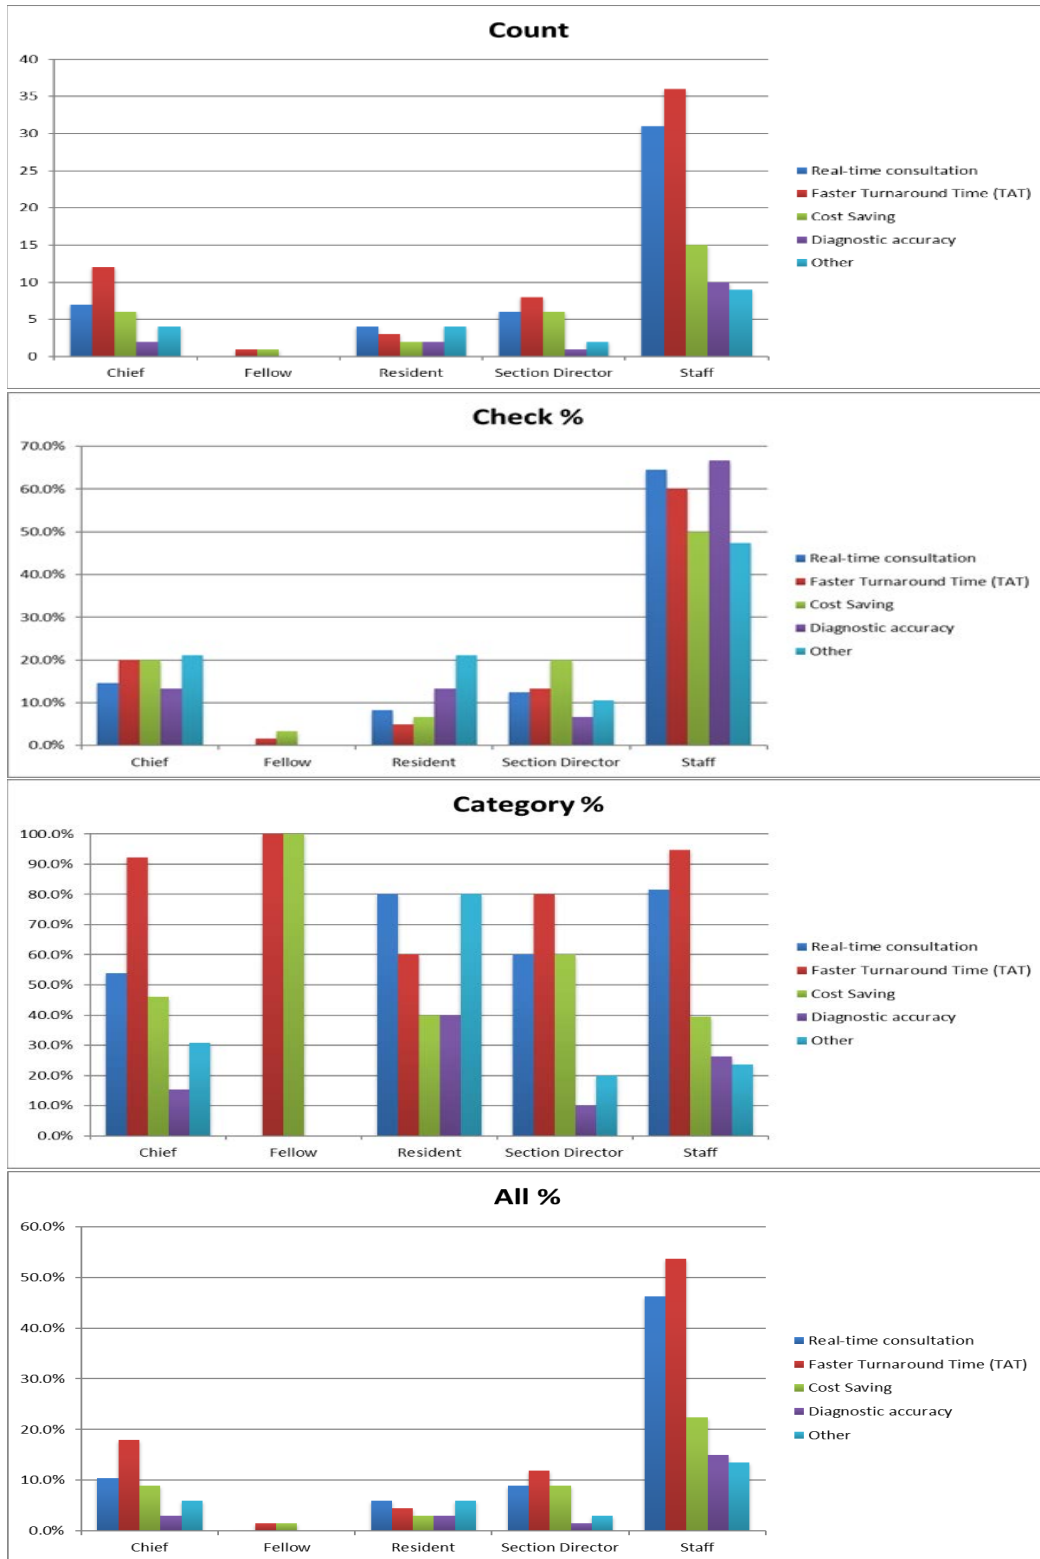 Count
40
35
30
25
20
15
10
5
0
Chief Fellow Resident Section Director Staff
Real-time consultation
Faster Turnaround Time (TAT)
Cost Saving
Diagnostic accuracy
Other
Check %
70.0%
60.0%
50.0%
40.0%
30.0%
20.0%
10.0%
0.0%
Chief Fellow Resident Section Director Staff
Real-time consultation
Faster Turnaround Time (TAT)
Cost Saving
Diagnostic accuracy
Other
Category %
100.0%
90.0%
80.0%
70.0%
60.0%
50.0%
40.0%
30.0%
20.0%
10.0%
0.0%
Chief Fellow Resident Section Director Staff
Real-time consultation
Faster Turnaround Time (TAT)
Cost Saving
Diagnostic accuracy
Other
All %
60.0%
50.0%
40.0%
30.0%
20.0%
10.0%
0.0%
Chief Fellow Resident Section Director Staff
Real-time consultation
Faster Turnaround Time (TAT)
Cost Saving
Diagnostic accuracy
Other